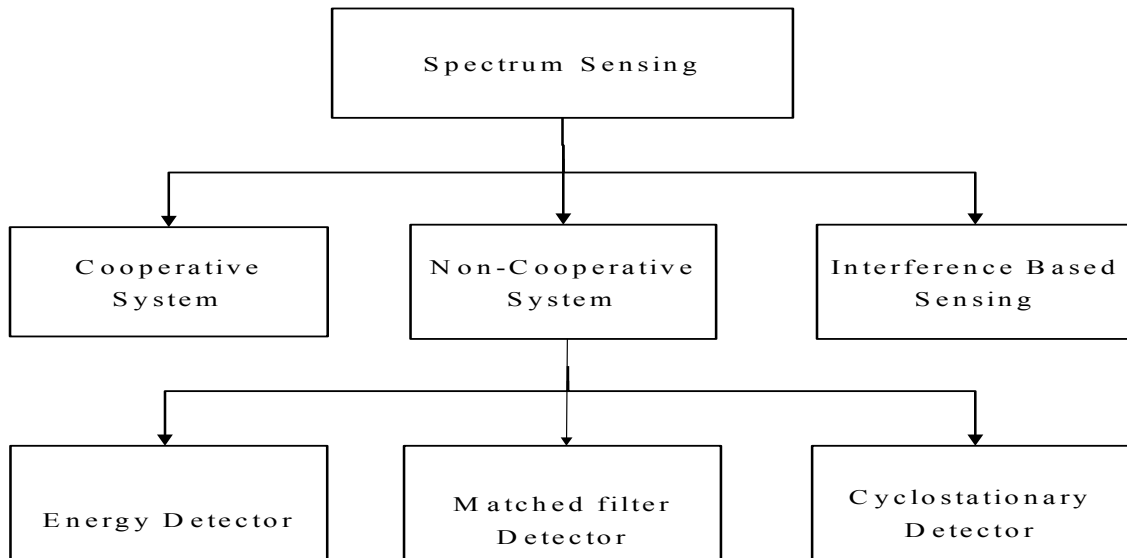 Spectrum Sensing
Cooperative
System
Non-Cooperative
System
Interference Based
Sensing
Energy Detector
Matched filter
Detector
Cyclostationary
Detector